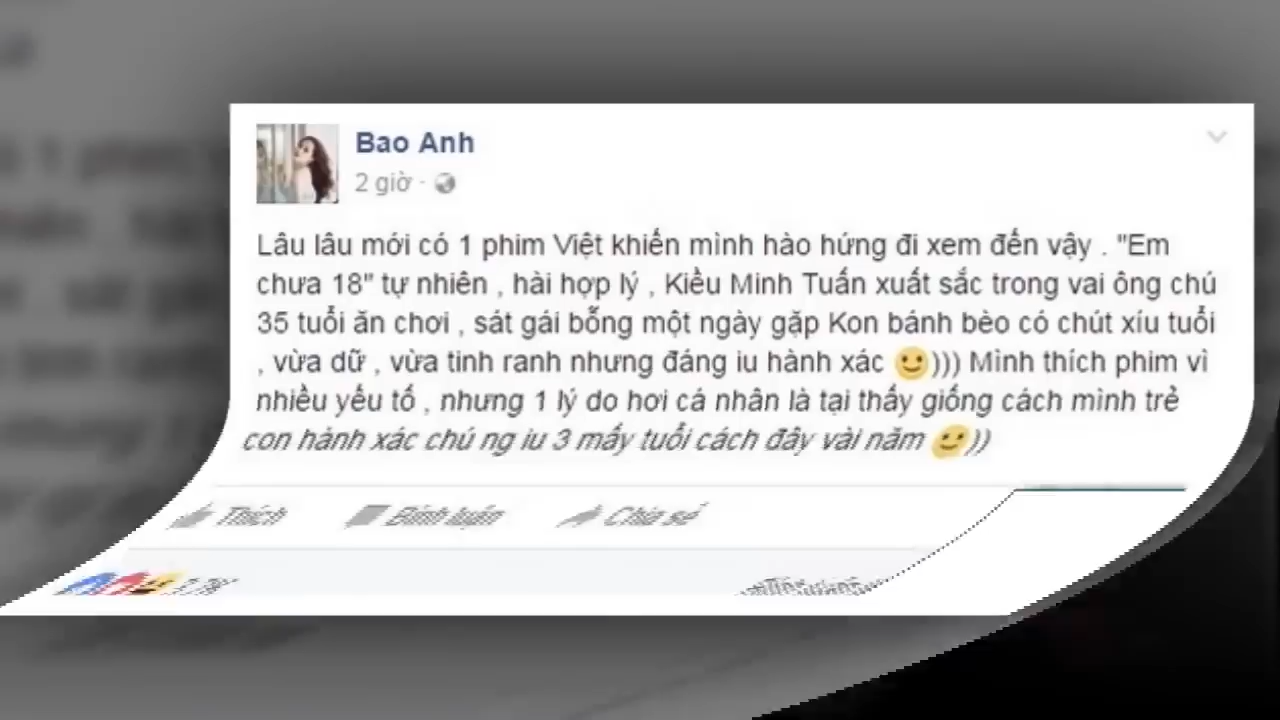 Bao Anh
2 giờ ·
Lâu lâu mới có 1 phim Việt khiến mình hào hứng đi xem đến vậy . "Em
chưa 18" tự nhiên , hài hợp lý , Kiều Minh Tuấn xuất sắc trong vai ông chú
35 tuổi ăn chơi , sát gái bỗng một ngày gặp Kon bánh bèo có chút xíu tuổi
, vừa dữ , vừa tinh ranh nhưng đáng iu hành xác 🙂))) Mình thích phim vì
nhiều yếu tố , nhưng 1 lý do hơi cá nhân là tại thấy giống cách mình trẻ
con hành xác chú ng iu 3 mấy tuổi cách đây vài năm 😉))
Thích Bình luận Chia sẻ